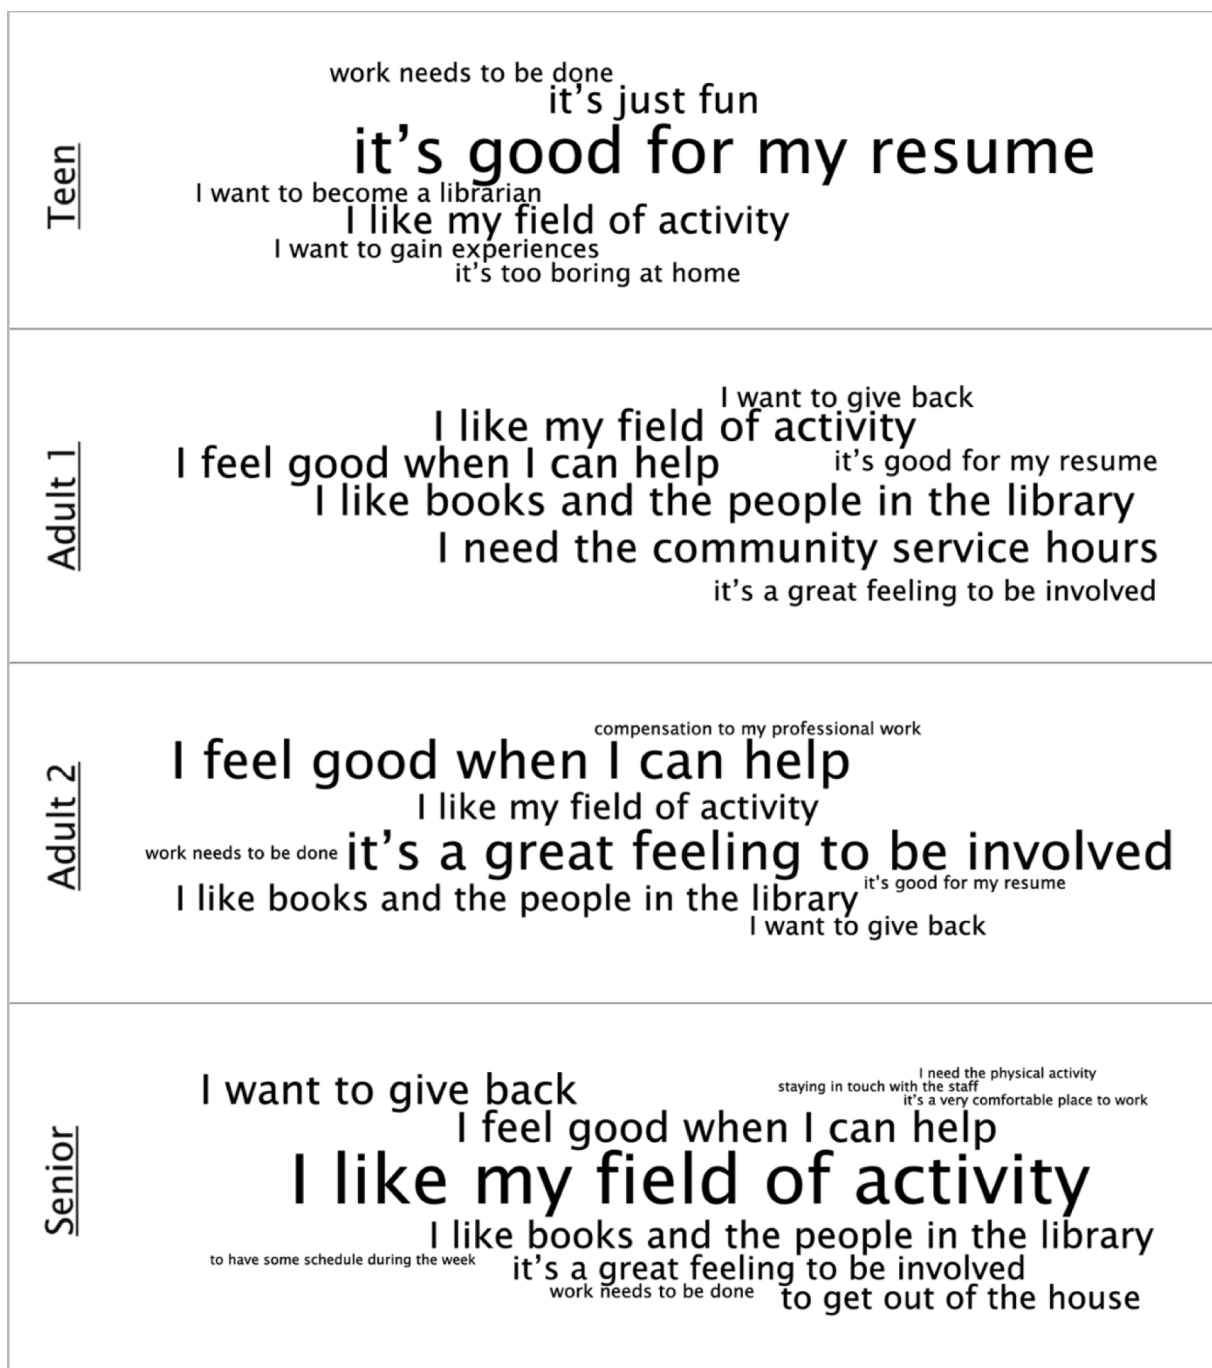 Teen
work needs to be done
it's just fun
it's good for my resume
I want to become a librarian
I like my field of activity
I want to gain experiences
it's too boring at home
Adult 1
I want to give back
I like my field of activity
I feel good when I can help
it's good for my resume
I like books and the people in the library
I need the community service hours
it's a great feeling to be involved
Adult 2
compensation to my professional work
I feel good when I can help
I like my field of activity
work needs to be done
it's a great feeling to be involved
it's good for my resume
I like books and the people in the library
I want to give back
Senior
I need the physical activity
I want to give back
staying in touch with the staff
it's a very comfortable place to work
I feel good when I can help
I like my field of activity
I like books and the people in the library
to have some schedule during the week
it's a great feeling to be involved
work needs to be done
to get out of the house